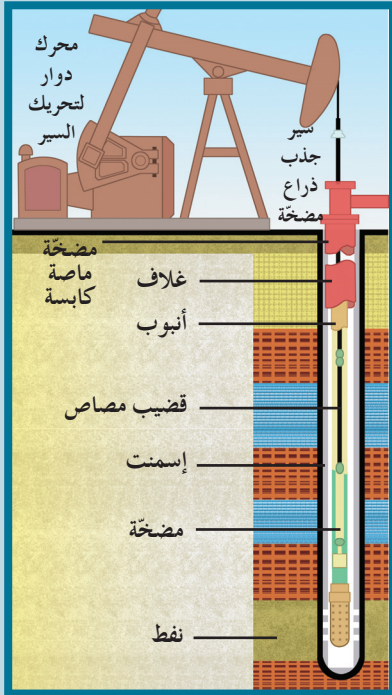 محرك
دوار
لتحريك
السير
سير
جذب
ذراع
مضخّة
مضخّة
ماصة
كابسة
غلاف
أنبوب
قضيب مصاص
إسمنت
مضخّة
نفط